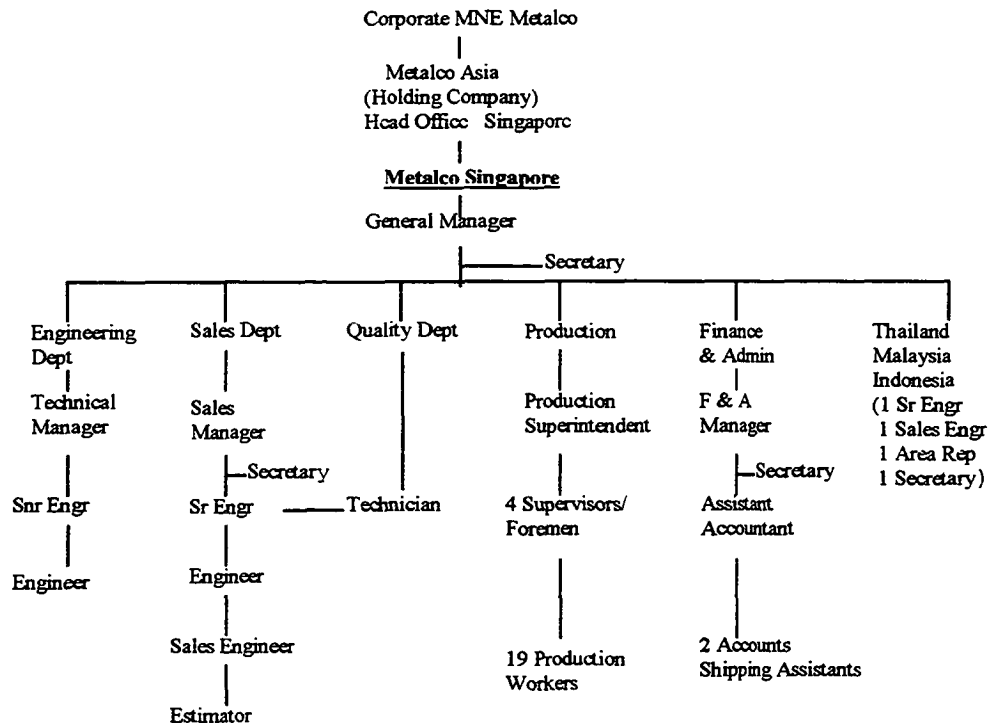 Corporate MNE Metalco
Metalco Asia
(Holding Company)
Head Office Singapore
Metalco Singapore
General Manager
Secretary
Engineering
Dept
Sales Dept
Quality Dept
Production
Finance
& Admin
Thailand
Malaysia
Indonesia
(1 Sr Engr
1 Sales Engr
1 Area Rep
1 Secretary)
Technical
Manager
Sales
Manager
Production
Superintendent
F & A
Manager
Secretary
Secretary
Snr Engr
Sr Engr
Technician
4 Supervisors/
Foremen
Assistant
Accountant
Engineer
Engineer
Sales Engineer
19 Production
Workers
2 Accounts
Shipping Assistants
Estimator